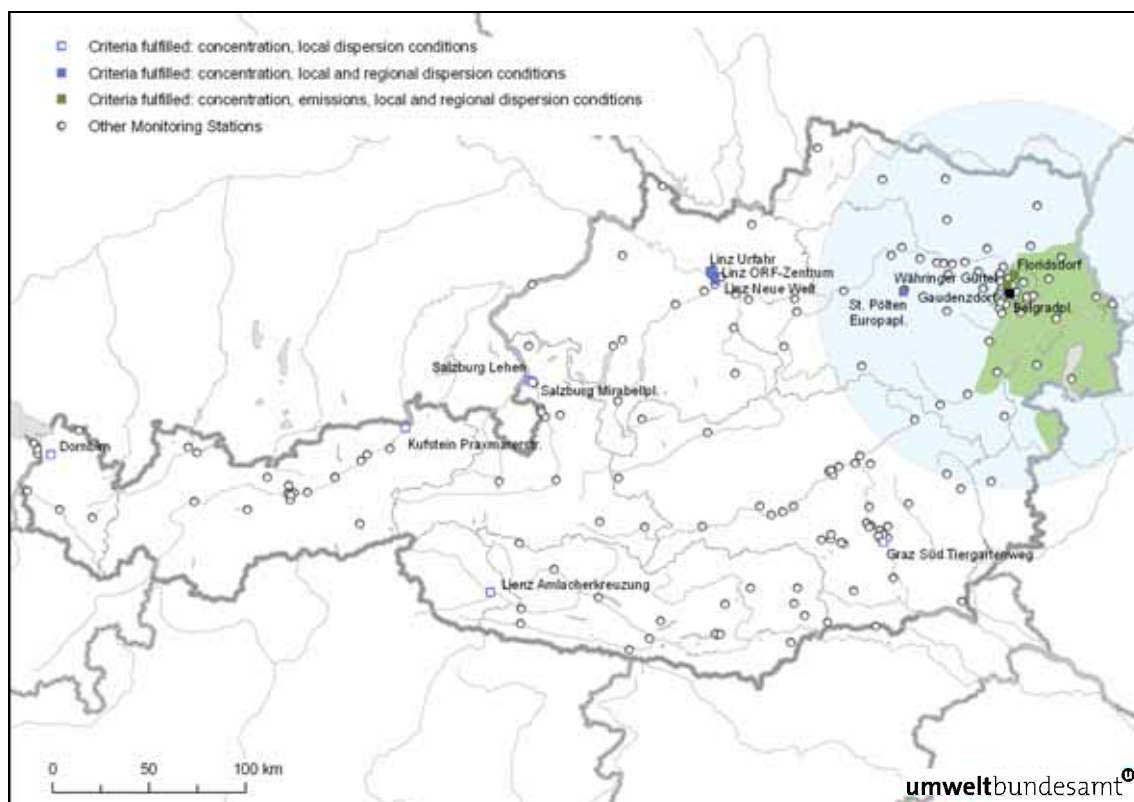 Criteria fulfilled: concentration, local dispersion conditions
Criteria fulfilled: concentration, local and regional dispersion conditions
Criteria fulfilled: concentration, emissions, local and regional dispersion conditions
Other Monitoring Stations
Linz Urfahr
Linz ORF-Zentrum
Linz Neue Welt
Floridsdorf
Währinger Gürtel
Gaudenzdorf
Belgradpl.
St. Pölten
Europapl.
Salzburg Lehen
Salzburg Mirabellpl.
Dornbirn
Kufstein Praxmarerstr.
Graz Süd Tiergartenweg
Lienz Amlacherkreuzung
0 50 100 km
umweltbundesamt